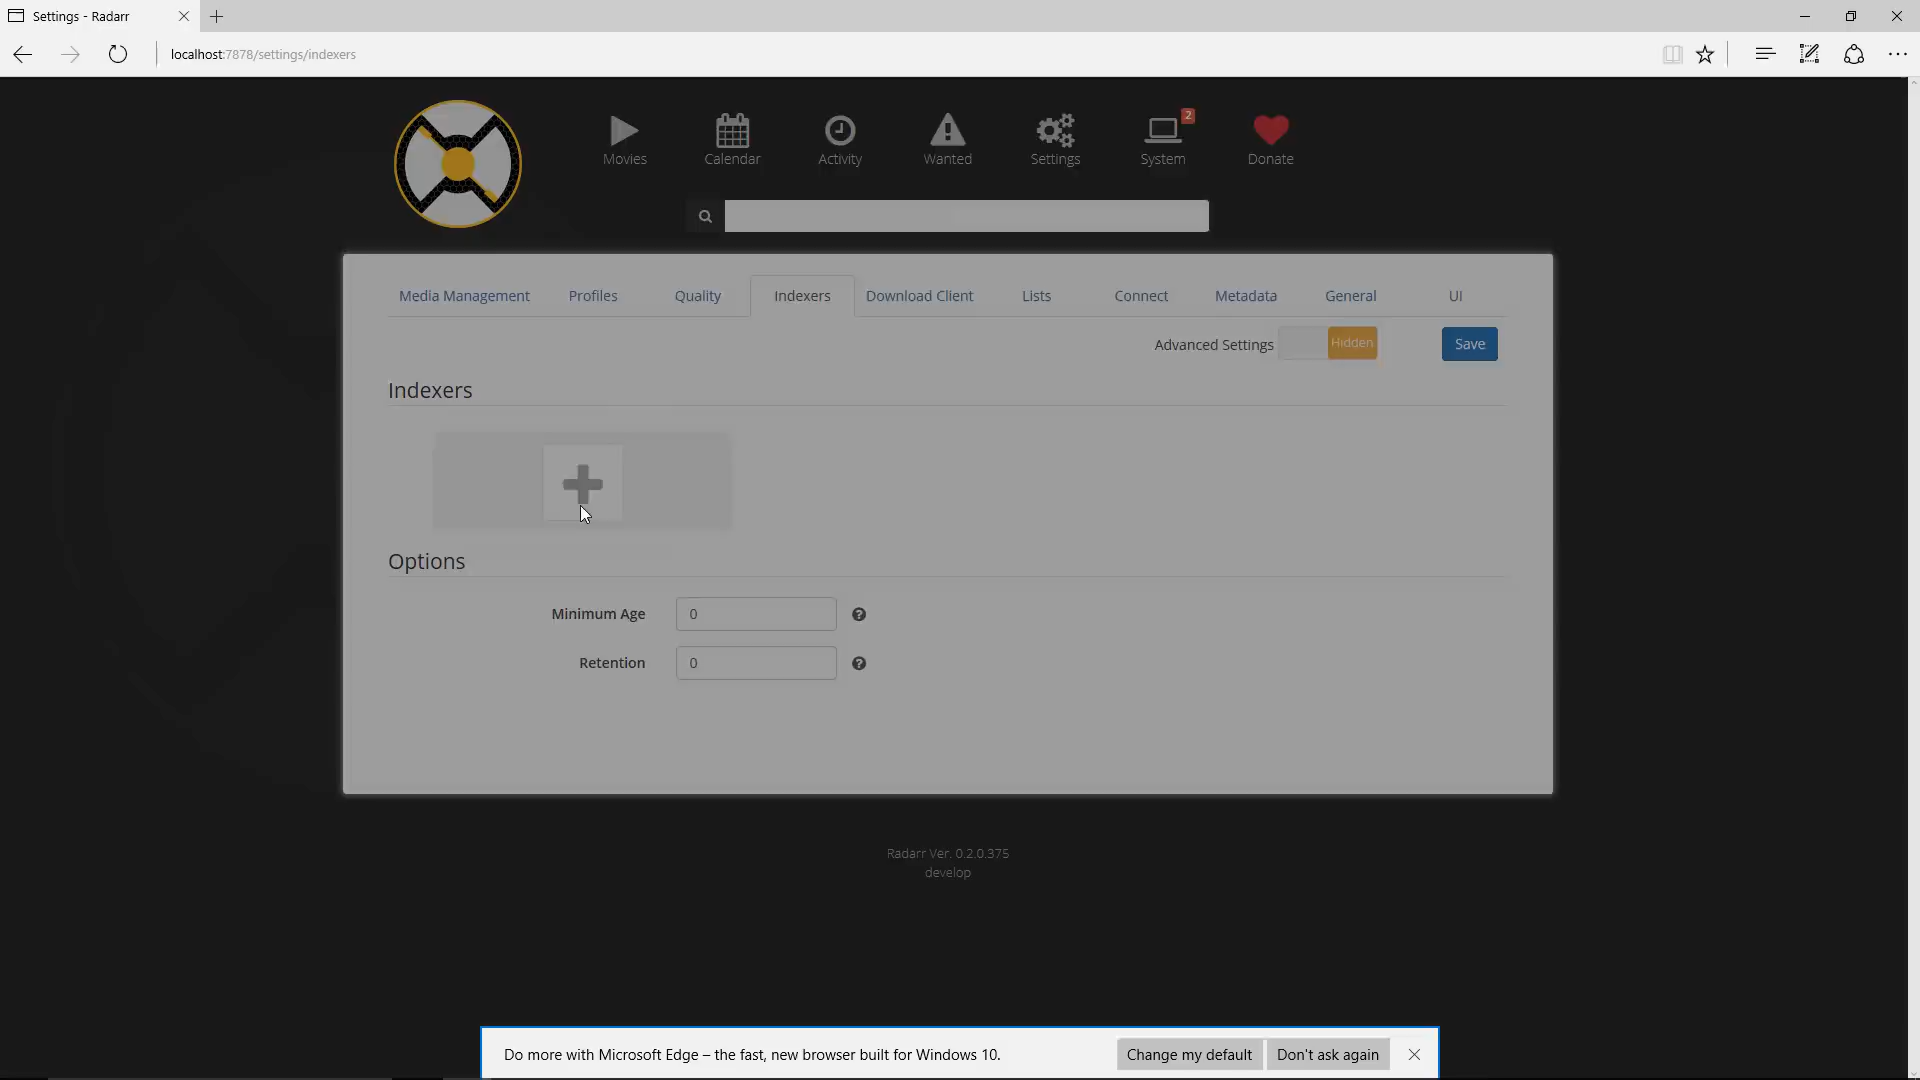 Settings - Radarr
localhost:7878/settings/indexers
Movies
Calendar
Activity
Wanted
Settings
2
System
Donate
Media Management
Profiles
Quality
Indexers
Download Client
Lists
Connect
Metadata
General
UI
Advanced Settings
Hidden
Save
Indexers
Options
Minimum Age
0
Retention
0
Radarr Ver. 0.2.0.375
develop
Do more with Microsoft Edge – the fast, new browser built for Windows 10.
Change my default
Don't ask again